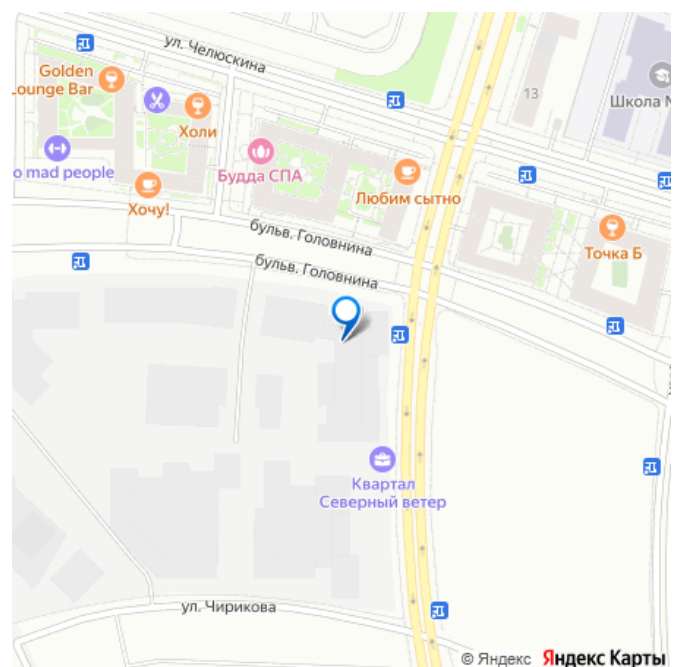 ул. Челюскина
Golden
Lounge Bar
Холи
13
Школа №
o mad people
Хочу!
Будда СПА
Любим сытно
Точка Б
бульв. Головнина
бульв. Головнина
Квартал
Северный ветер
ул. Чирикова
© Яндекс Яндекс Карты